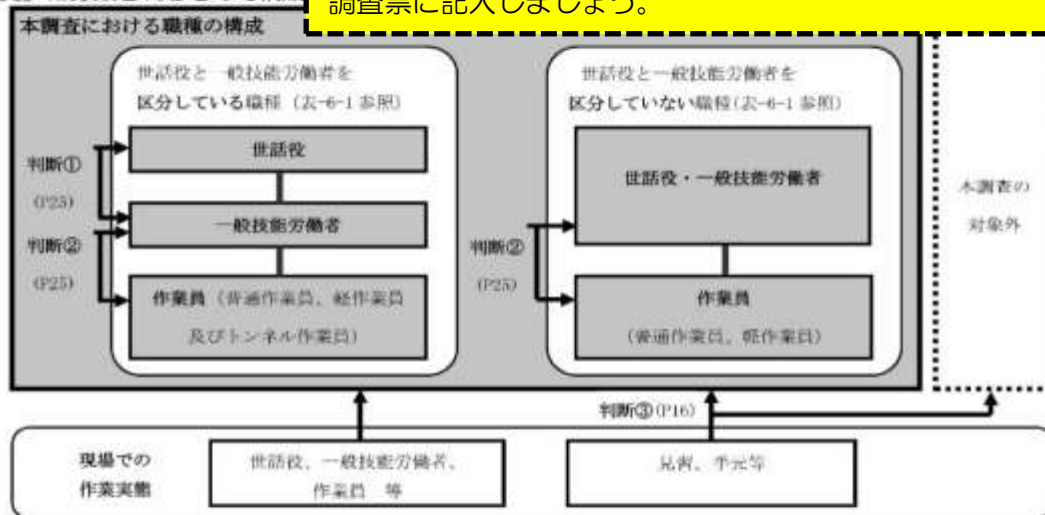 調査票に記入しましょう。
本調査における職種の構成
世話役と一般技能労働者を
区分している職種（表-6-1 参照）
世話役
一般技能労働者
作業員（普通作業員、軽作業員
及びトンネル作業員）
判断①
(P25)
判断②
(P25)
世話役と一般技能労働者を
区分していない職種(表-6-1 参照)
世話役・一般技能労働者
作業員
（普通作業員、軽作業員）
判断②
(P25)
本調査の
対象外
判断③(P16)
現場での
作業実態
世話役、一般技能労働者、
作業員　等
見習、手元等